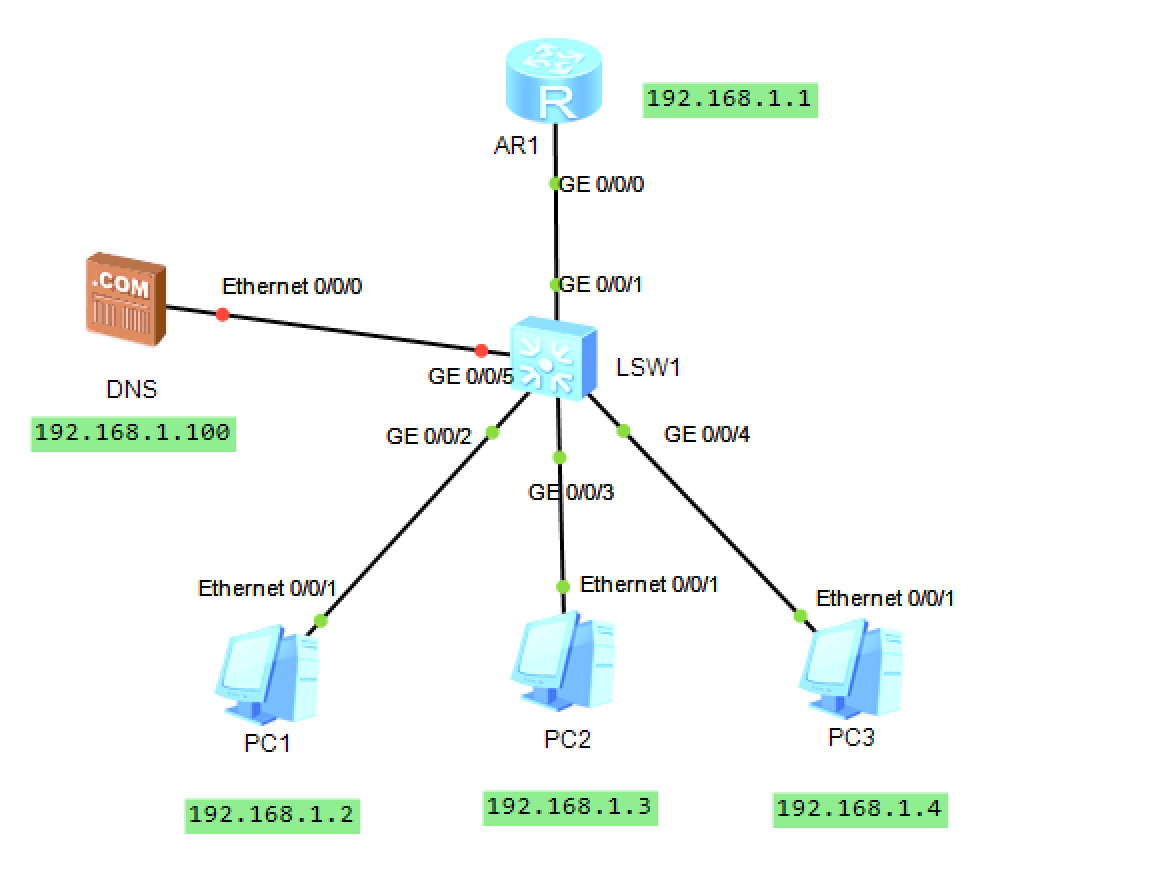 R
192.168.1.1
AR1
GE 0/0/0
.COM
Ethernet 0/0/0
GE 0/0/1
LSW1
GE 0/0/5
DNS
192.168.1.100
GE 0/0/2
GE 0/0/4
GE 0/0/3
Ethernet 0/0/1
Ethernet 0/0/1
Ethernet 0/0/1
PC1
PC2
PC3
192.168.1.2
192.168.1.3
192.168.1.4